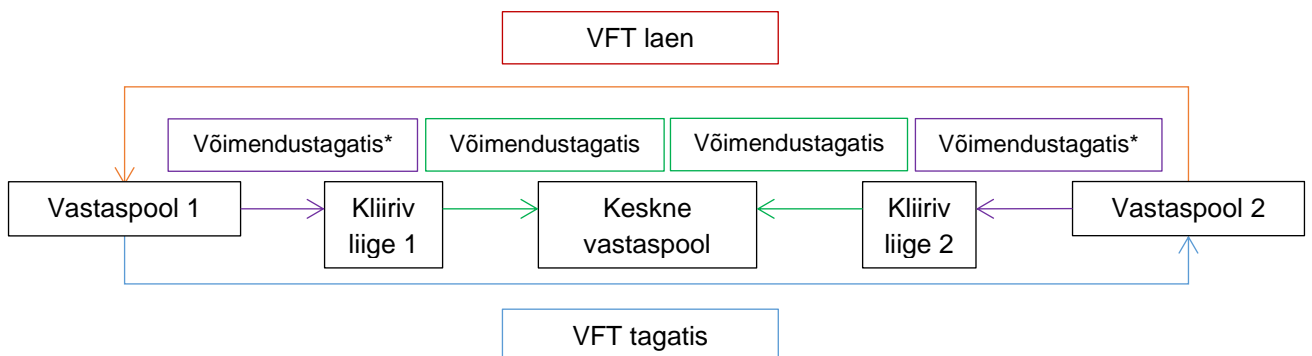 VFT laen
Võimendustagatis*
Võimendustagatis
Võimendustagatis
Võimendustagatis*
Vastaspool 1
Kliiriv
liige 1
Keskne
vastaspool
Kliiriv
liige 2
Vastaspool 2
VFT tagatis